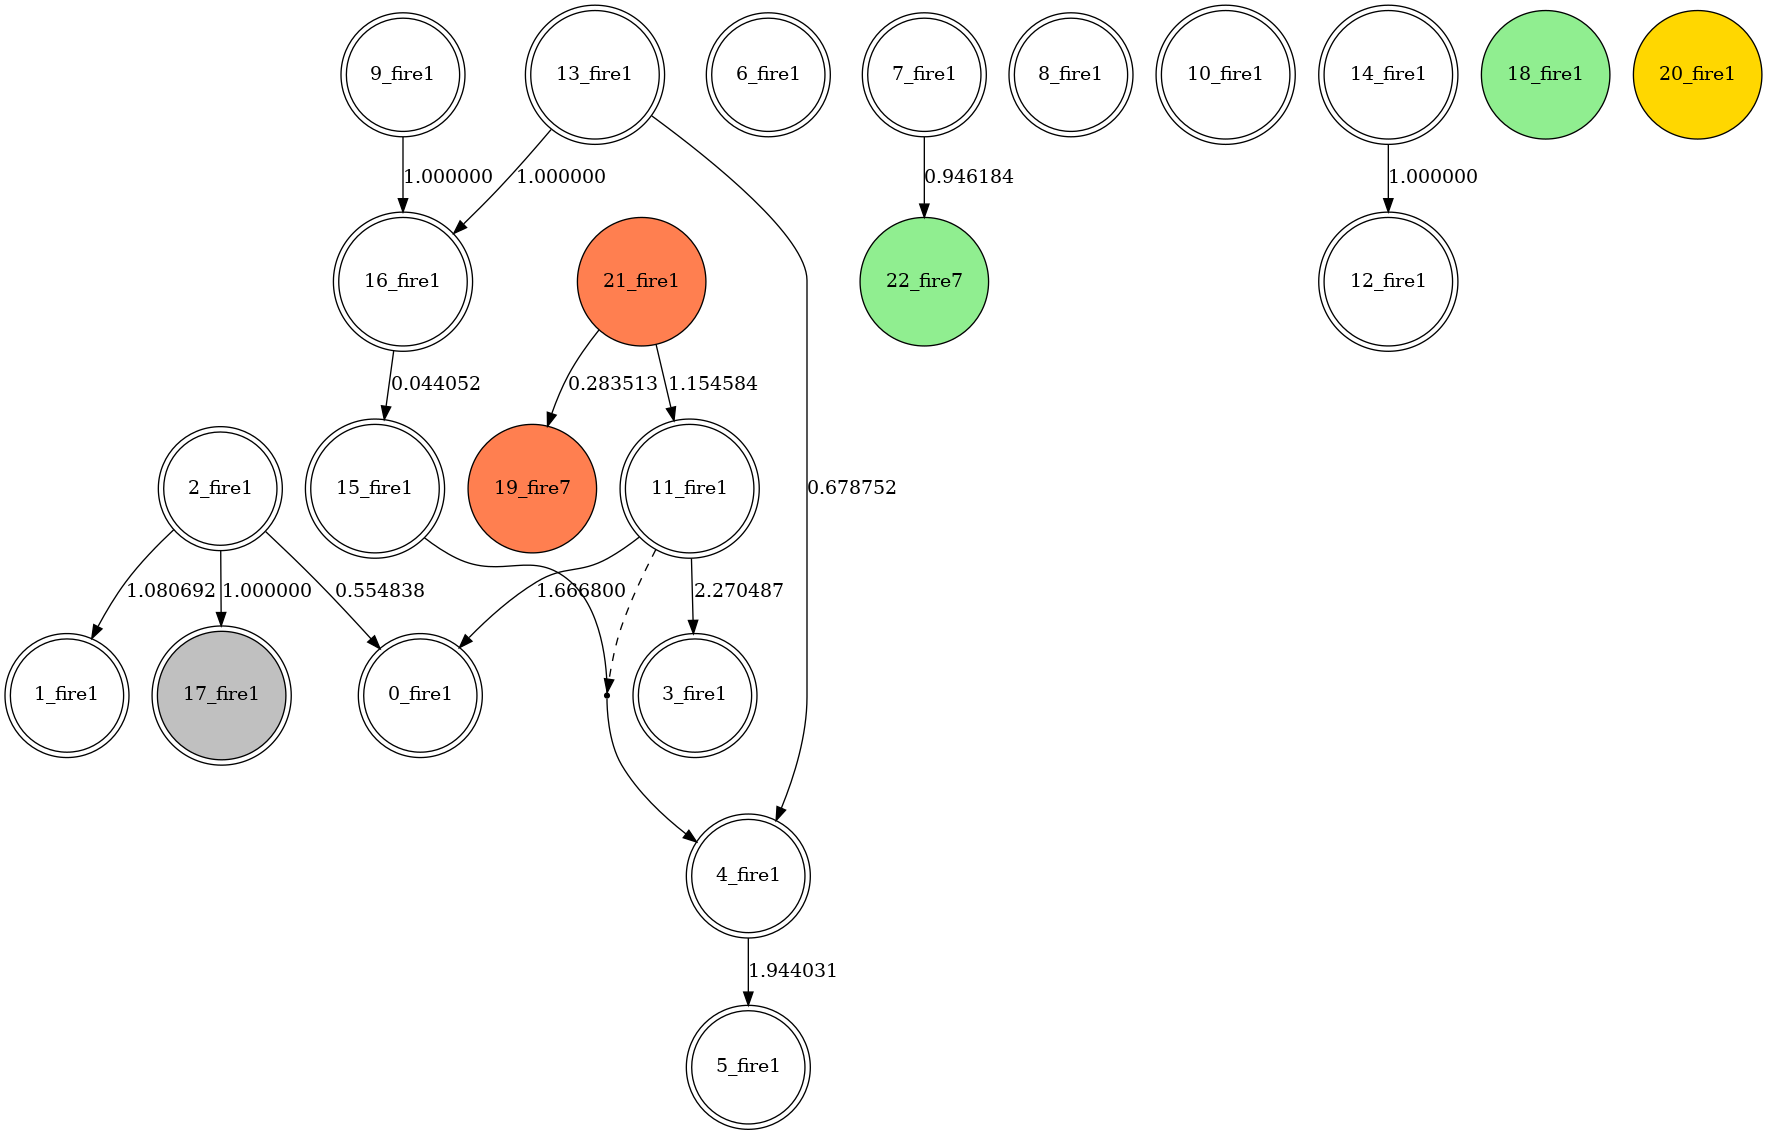 9_fire1
13_fire1
6_fire1
7_fire1
8_fire1
10_fire1
14_fire1
18_fire1
20_fire1
1.000000
1.000000
0.946184
1.000000
16_fire1
21_fire1
22_fire7
12_fire1
0.044052
0.283513
1.154584
2_fire1
15_fire1
19_fire7
11_fire1
0.678752
1.080692
1.000000
0.554838
1.666800
2.270487
1_fire1
17_fire1
0_fire1
3_fire1
4_fire1
1.944031
5_fire1